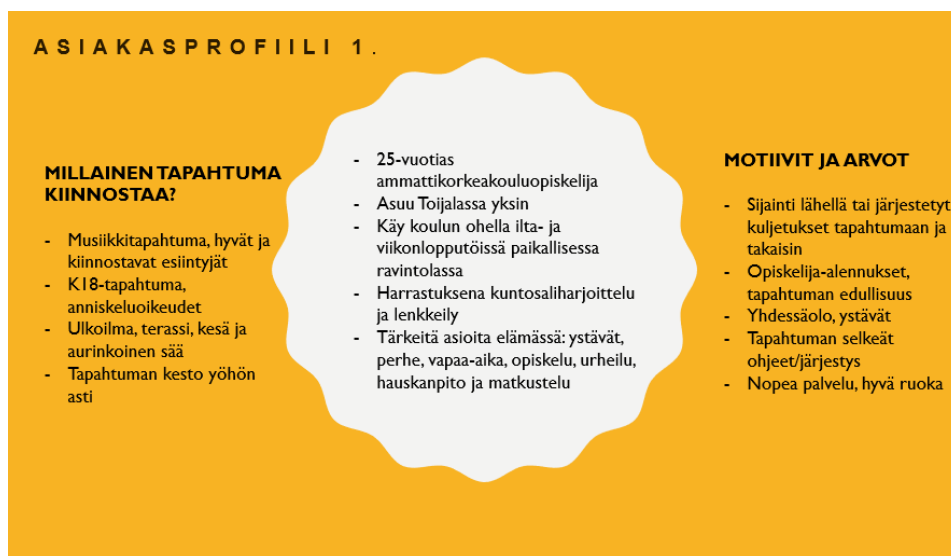 ASIAKASPROFIILI 1.
MILLAINEN TAPAHTUMA
KIINNOSTAA?
- Musiikkitapahtuma, hyvät ja
kiinnostavat esiintyjät
- K18-tapahtuma,
anniskeluoikeudet
- Ulkoilma, terassi, kesä ja
aurinkoinen sää
- Tapahtuman kesto yöhön
asti
- 25-vuotias
ammattikorkeakouluopiskelija
- Asuu Toijalassa yksin
- Käy koulun ohella ilta- ja
viikonlopputöissä paikallisessa
ravintolassa
- Harrastuksena kuntosaliharjoittelu
ja lenkkeily
- Tärkeitä asioita elämässä: ystävät,
perhe, vapaa-aika, opiskelu, urheilu,
hauskanpito ja matkustelu
MOTIIVIT JA ARVOT
- Sijainti lähellä tai järjestetyt
kuljetukset tapahtumaan ja
takaisin
- Opiskelija-alennukset,
tapahtuman edullisuus
- Yhdessäolo, ystävät
- Tapahtuman selkeät
ohjeet/järjestys
- Nopea palvelu, hyvä ruoka